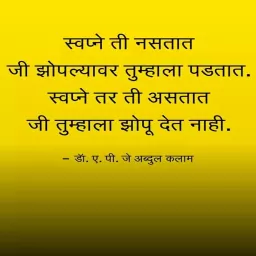 स्वप्ने ती नसतात
जी झोपल्यावर तुम्हाला पडतात.
स्वप्ने तर ती असतात
जी तुम्हाला झोपू देत नाही.
– डॉ. ए. पी. जे अब्दुल कलाम